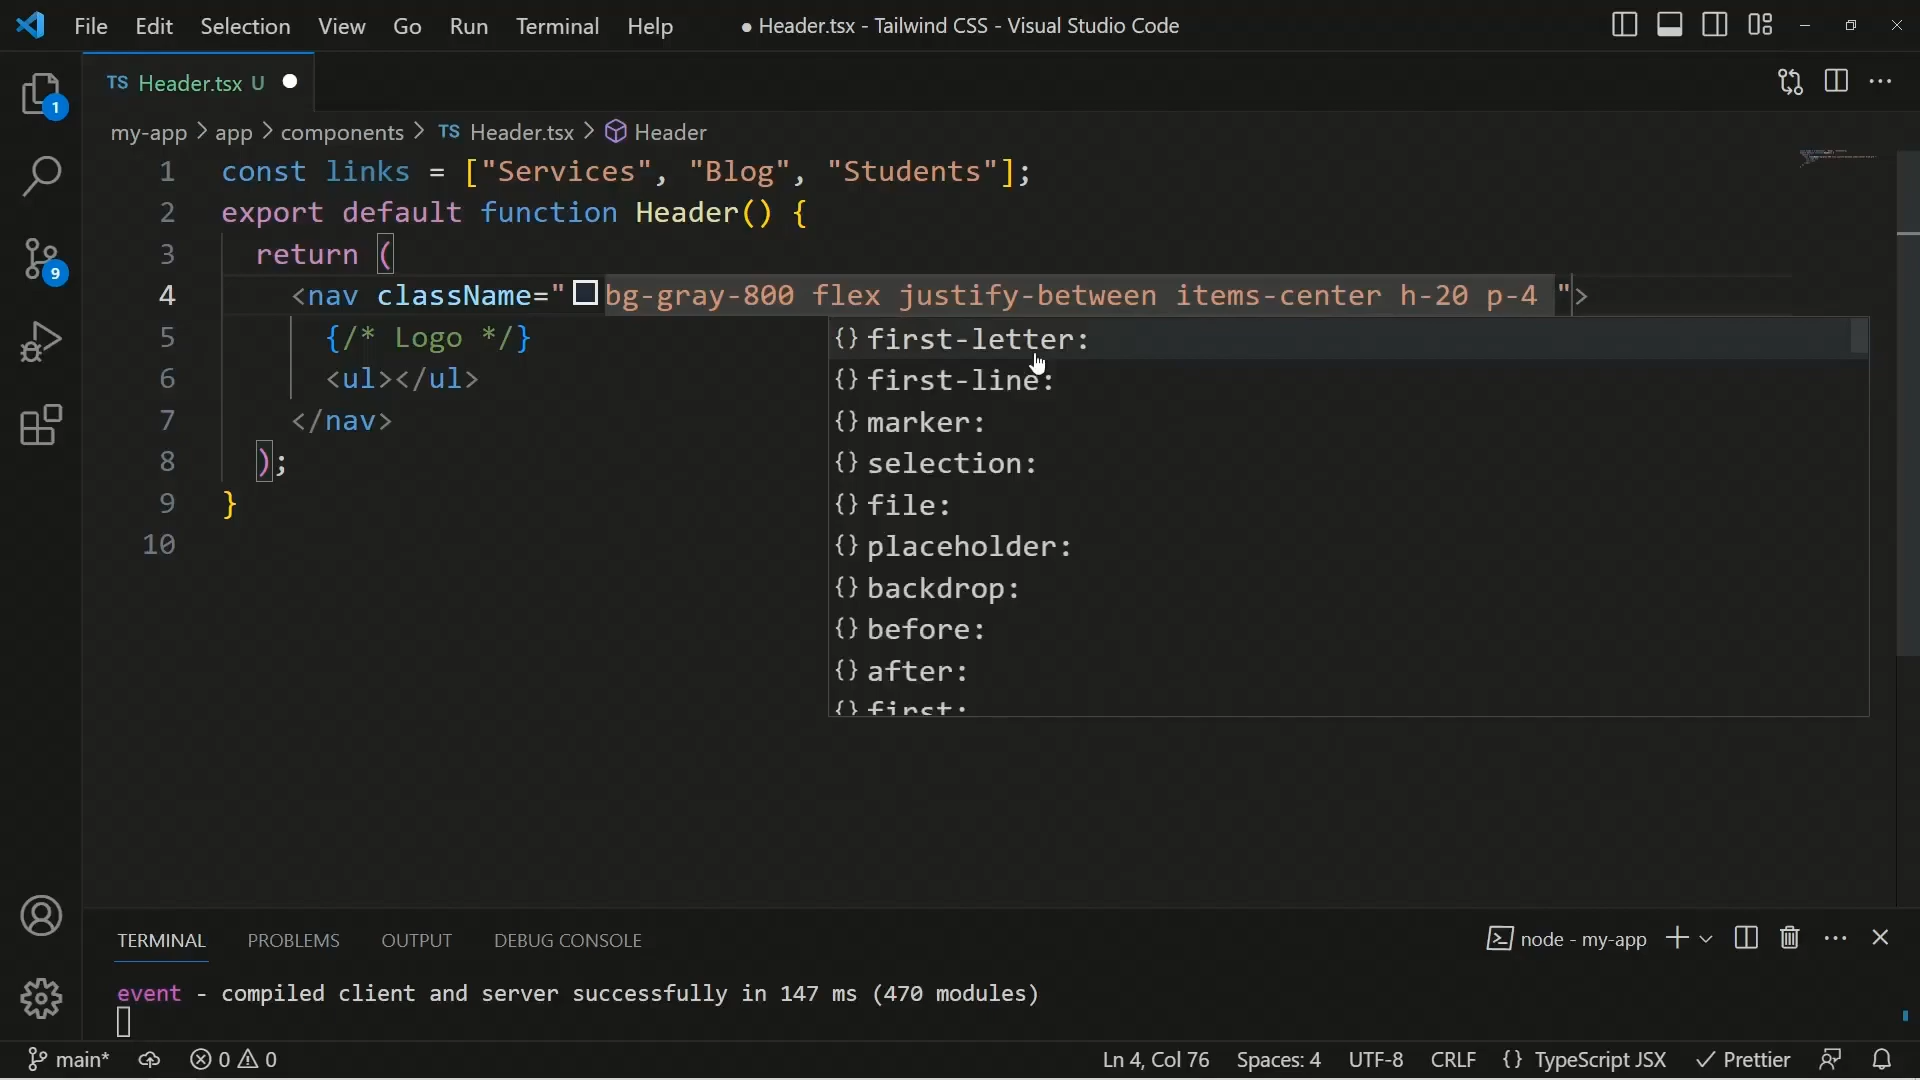 File Edit Selection View Go Run Terminal Help ● Header.tsx - Tailwind CSS - Visual Studio Code
TS Header.tsx U
my-app > app > components > TS Header.tsx > Header
1 const links = ["Services", "Blog", "Students"];
2 export default function Header() {
3 return (
4 <nav className="bg-gray-800 flex justify-between items-center h-20 p-4 ">
5 {/* Logo */}
6 <ul></ul>
7 </nav>
8 );
9 }
10
{} first-letter:
{} first-line:
{} marker:
{} selection:
{} file:
{} placeholder:
{} backdrop:
{} before:
{} after:
{} first:
1
9
TERMINAL PROBLEMS OUTPUT DEBUG CONSOLE node - my-app
event - compiled client and server successfully in 147 ms (470 modules)
main* 0 0 Ln 4, Col 76 Spaces: 4 UTF-8 CRLF {} TypeScript JSX Prettier